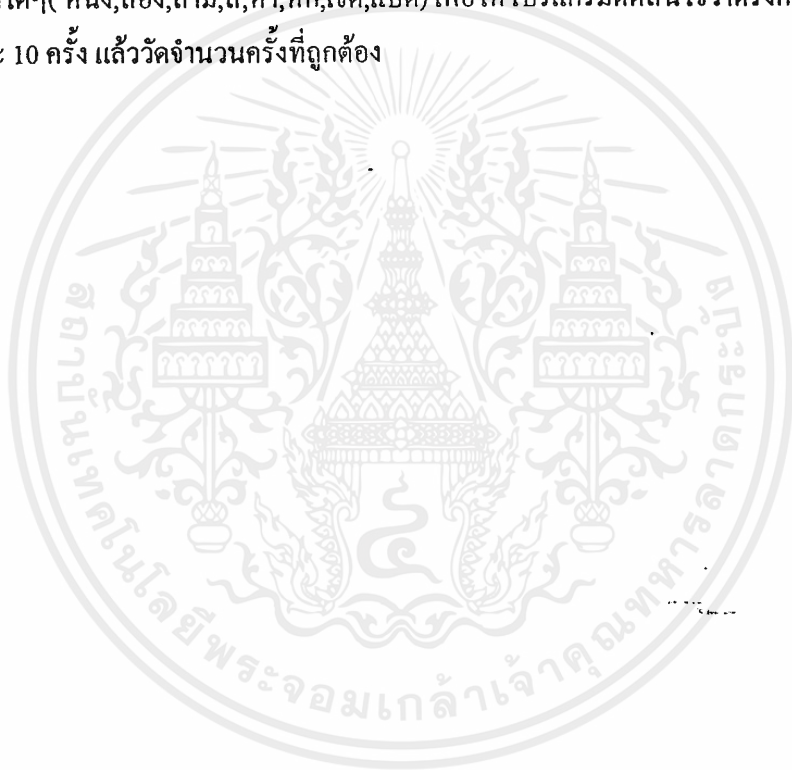 ใดๆ( หนึ่ง,สอง,สาม,สี่,ห้า,หก,เจ็ด,แปด)
ะ 10 ครั้ง แล้ววัดจำนวนครั้งที่ถูกต้อง
สถาบันเทคโนโลยีพระจอมเกล้าเจ้าคุณทหารลาดกระบัง